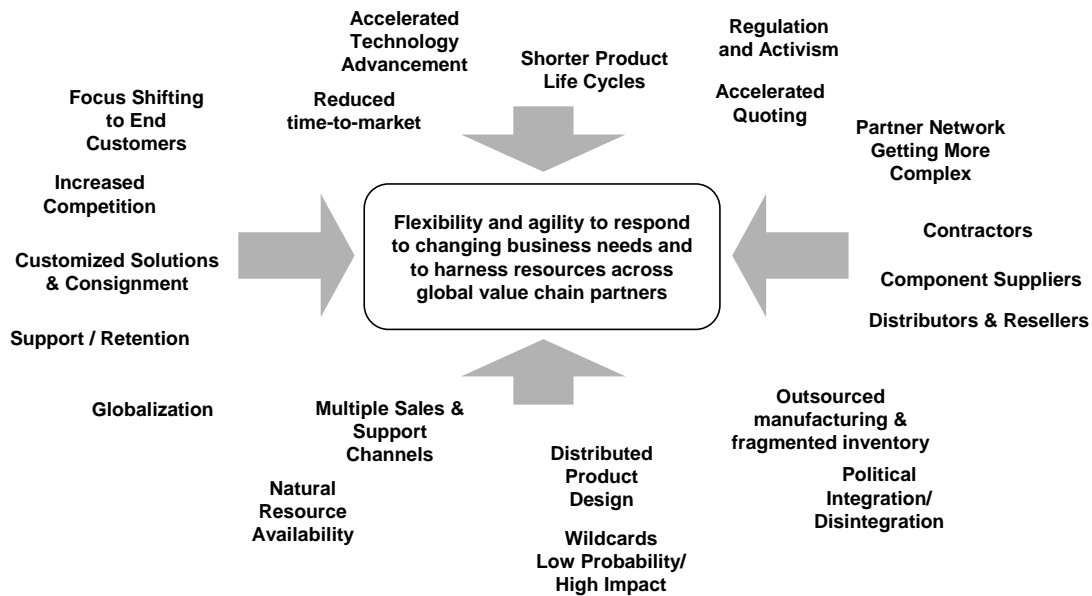 Accelerated
Technology
Advancement
Shorter Product
Life Cycles
Regulation
and Activism
Focus Shifting
to End
Customers
Reduced
time-to-market
Accelerated
Quoting
Partner Network
Getting More
Complex
Increased
Competition
Flexibility and agility to respond
to changing business needs and
to harness resources across
global value chain partners
Contractors
Customized Solutions
& Consignment
Component Suppliers
Support / Retention
Distributors & Resellers
Globalization
Multiple Sales &
Support
Channels
Outsourced
manufacturing &
fragmented inventory
Distributed
Product
Design
Political
Integration/
Disintegration
Natural
Resource
Availability
Wildcards
Low Probability/
High Impact